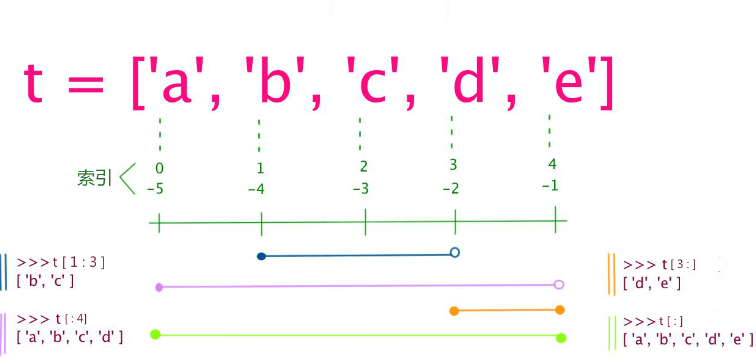 t = ['a', 'b', 'c', 'd', 'e']
0 1 2 3 4
索引
-5 -4 -3 -2 -1
>>>t[1:3]
['b', 'c']
>>> t[:4]
['a', 'b', 'c', 'd']
>>> t[3:]
['d', 'e']
>>>t[:]
['a', 'b', 'c', 'd', 'e']